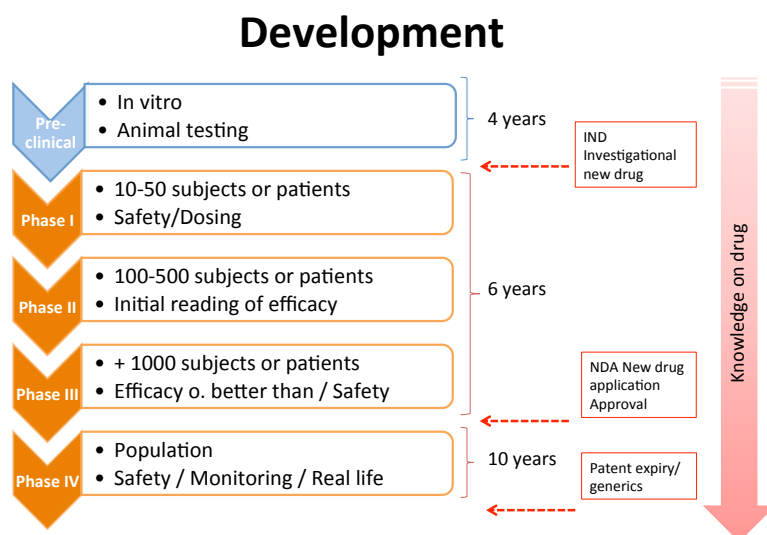 Development
Pre-
clinical
• In vitro
• Animal testing
4 years
IND
Investigational
new drug
Phase I
• 10-50 subjects or patients
• Safety/Dosing
Phase II
• 100-500 subjects or patients
• Initial reading of efficacy
6 years
Phase III
• + 1000 subjects or patients
• Efficacy o. better than / Safety
NDA New drug
application
Approval
Phase IV
• Population
• Safety / Monitoring / Real life
10 years
Patent expiry/
generics
Knowledge on drug